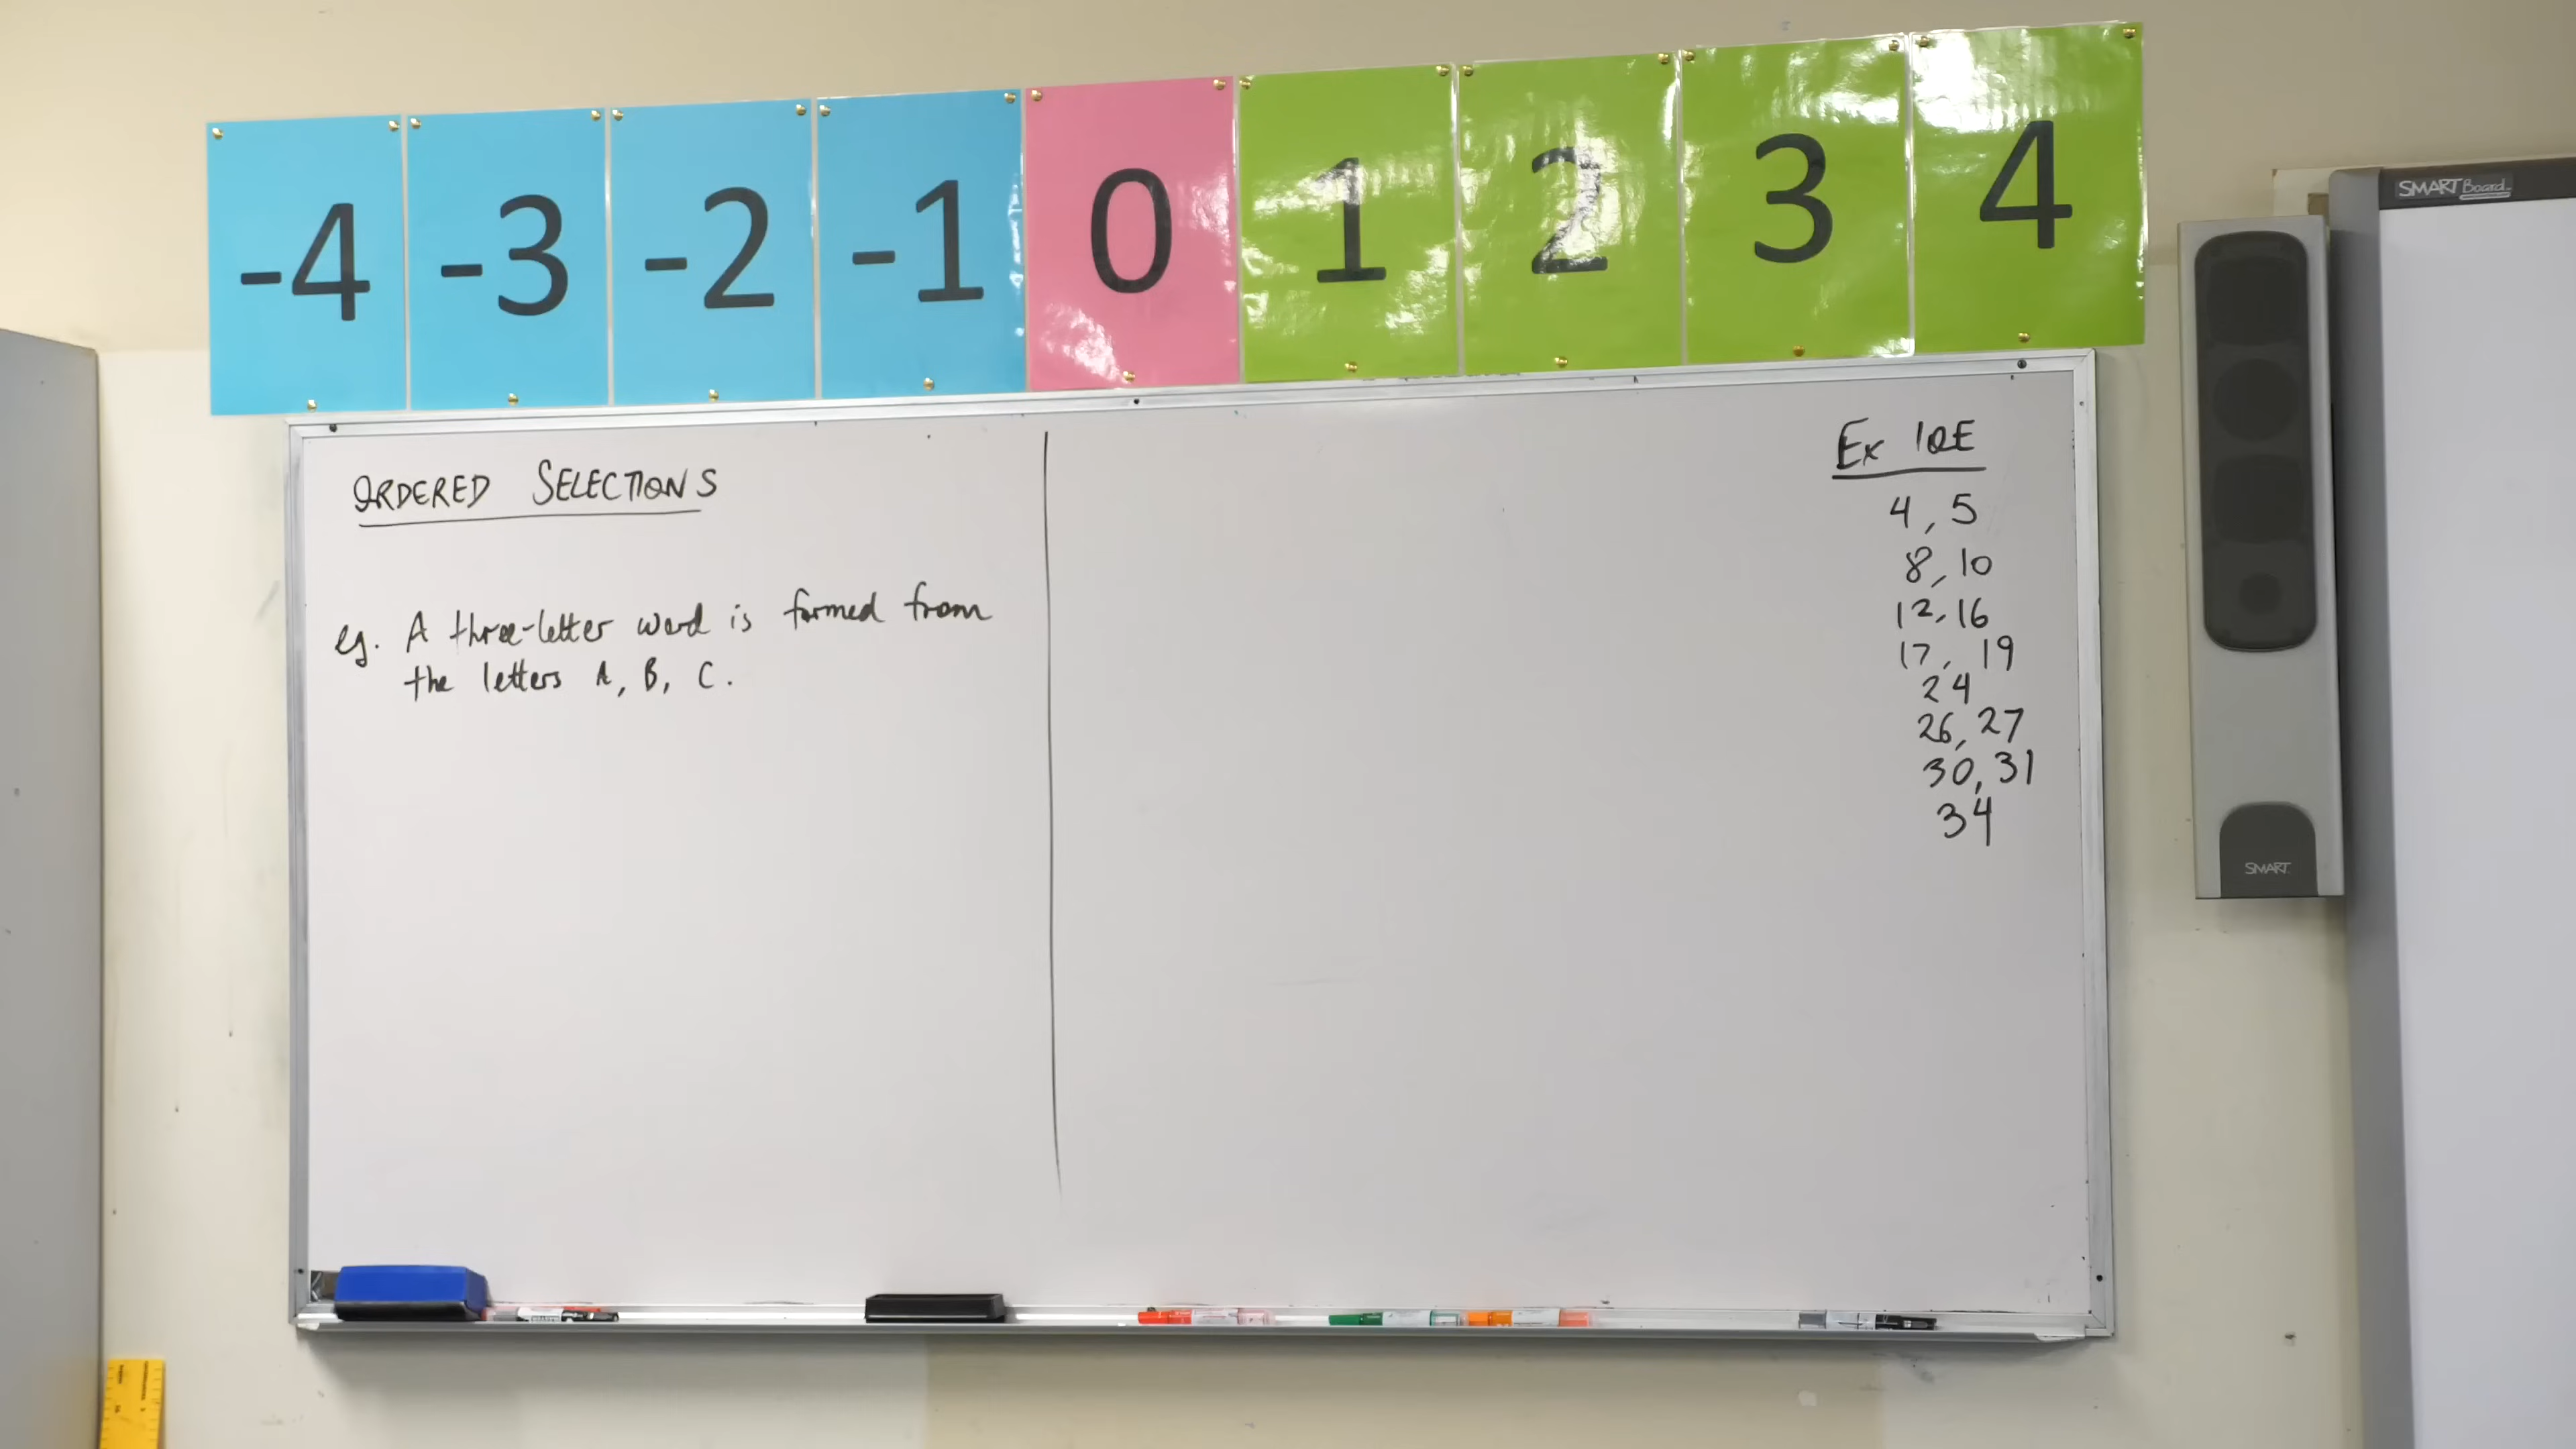 -4 -3 -2 -1 0 1 2 3 4
SMART Board
ORDERED SELECTIONS
eg. A three-letter word is formed from
the letters A, B, C.
Ex 10E
4, 5
8, 10
12, 16
17, 19
24
26, 27
30, 31
34
SMART